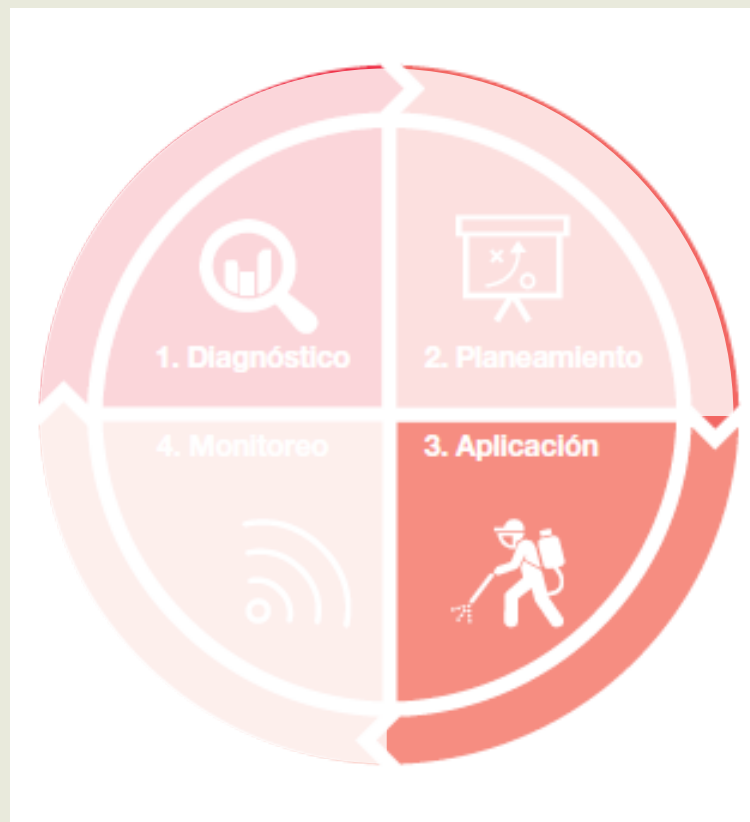 1. Diagnóstico
2. Planeamiento
4. Monitoreo
3. Aplicación